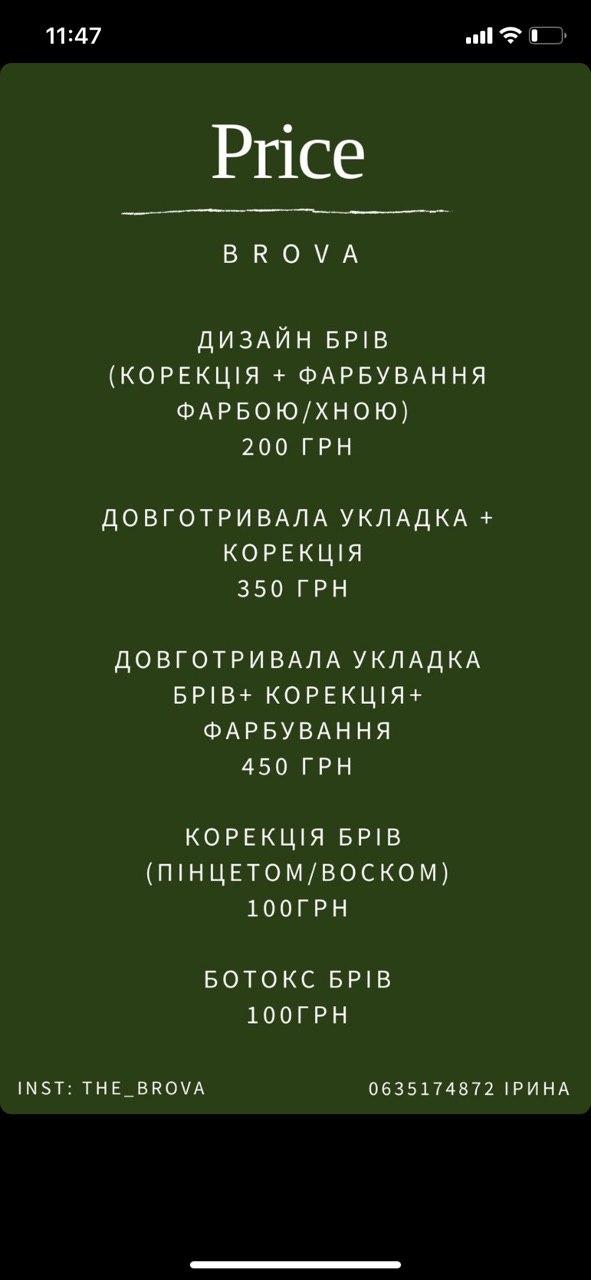 11:47
Price
BROVA
ДИЗАЙН БРІВ
(КОРЕКЦІЯ + ФАРБУВАННЯ
ФАРБОЮ/ХНОЮ)
200 ГРН
ДОВГОТРИВАЛА УКЛАДКА +
КОРЕКЦІЯ
350 ГРН
ДОВГОТРИВАЛА УКЛАДКА
БРІВ+ КОРЕКЦІЯ+
ФАРБУВАННЯ
450 ГРН
КОРЕКЦІЯ БРІВ
(ПІНЦЕТОМ/ВОСКОМ)
100ГРН
БОТОКС БРІВ
100ГРН
INST: THE_BROVA
0635174872 ІРИНА